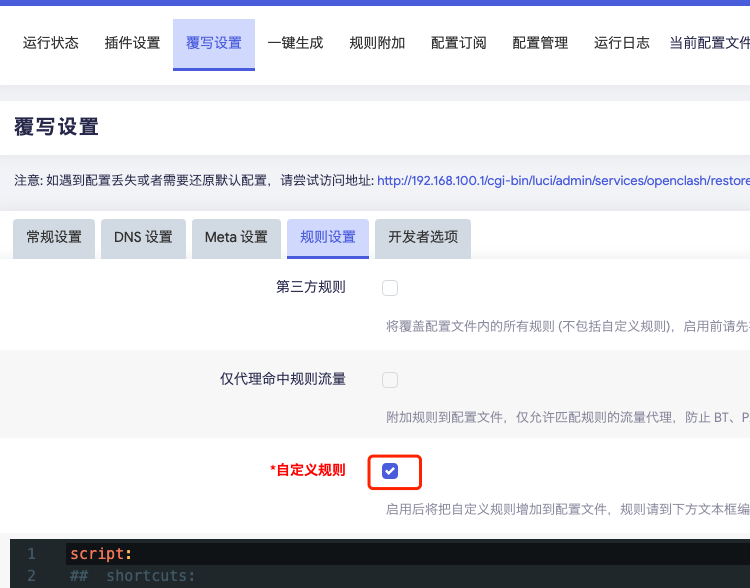 运行状态 插件设置 覆写设置 一键生成 规则附加 配置订阅 配置管理 运行日志 当前配置文件
覆写设置
注意: 如遇到配置丢失或者需要还原默认配置，请尝试访问地址: http://192.168.100.1/cgi-bin/luci/admin/services/openclash/restore
常规设置 DNS 设置 Meta 设置 规则设置 开发者选项
第三方规则
将覆盖配置文件内的所有规则 (不包括自定义规则)，启用前请先
仅代理命中规则流量
附加规则到配置文件，仅允许匹配规则的流量代理，防止 BT、P
*自定义规则
启用后将把自定义规则增加到配置文件，规则请到下方文本框编
1 script:
2 ## shortcuts: